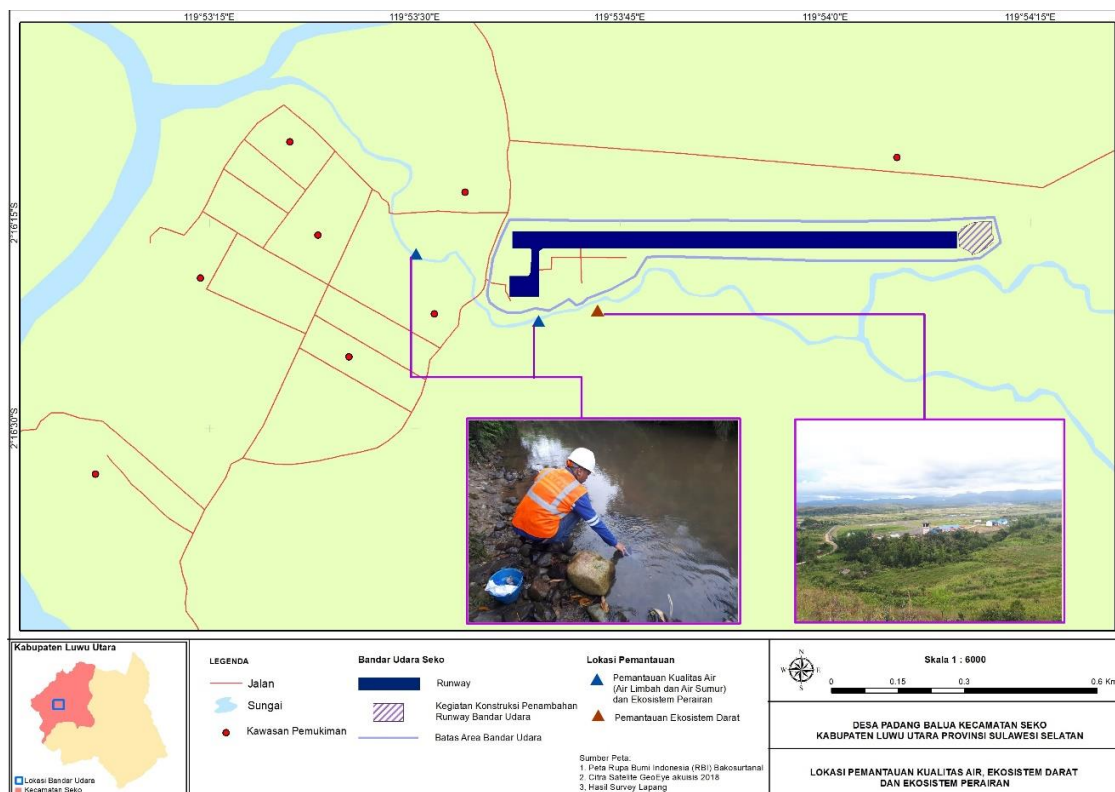 119°53'15"E
119°53'30"E
119°53'45"E
119°54'0"E
119°54'15"E
2°16'15"S
2°16'30"S
Kabupaten Luwu Utara
Lokasi Bandar Udara
Kecamatan Seko
LEGENDA
Jalan
Sungai
Kawasan Pemukiman
Bandar Udara Seko
Runway
Kegiatan Konstruksi Penambahan
Runway Bandar Udara
Batas Area Bandar Udara
Lokasi Pemantauan
Pemantauan Kualitas Air
(Air Limbah dan Air Sumur)
dan Ekosistem Perairan
Pemantauan Ekosistem Darat
Sumber Peta:
1. Peta Rupa Bumi Indonesia (RBI) Bakosurtanal
2. Citra Satelite GeoEye akuisis 2018
3, Hasil Survey Lapang
N
W
E
S
Skala 1 : 6000
0
0.15
0.3
0.6 Km
DESA PADANG BALUA KECAMATAN SEKO
KABUPATEN LUWU UTARA PROVINSI SULAWESI SELATAN
LOKASI PEMANTAUAN KUALITAS AIR, EKOSISTEM DARAT
DAN EKOSISTEM PERAIRAN